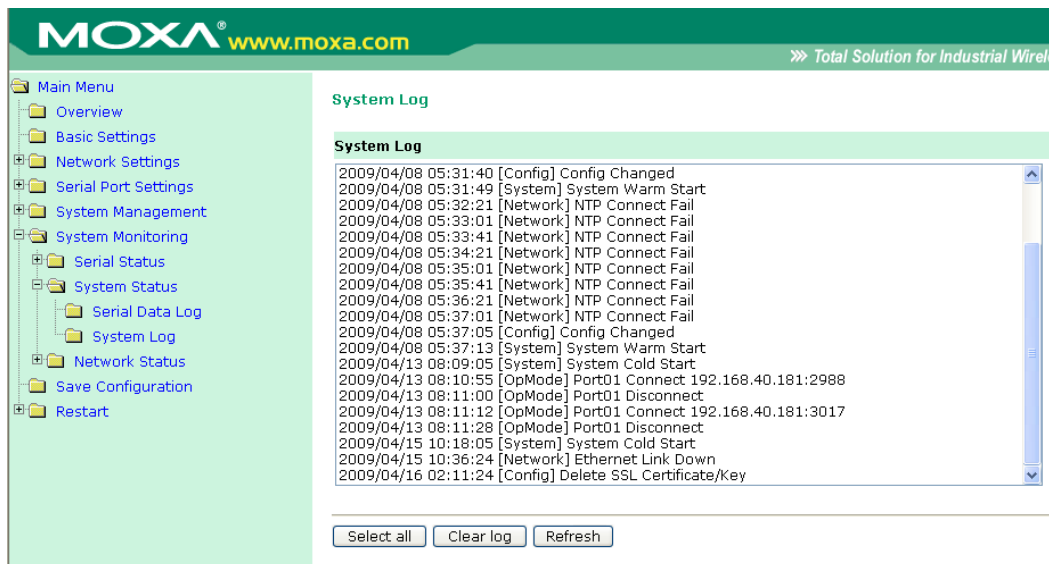 MOXA® www.moxa.com
Total Solution for Industrial Wirel
Main Menu
Overview
Basic Settings
Network Settings
Serial Port Settings
System Management
System Monitoring
Serial Status
System Status
Serial Data Log
System Log
Network Status
Save Configuration
Restart
System Log
System Log
2009/04/08 05:31:40 [Config] Config Changed
2009/04/08 05:31:49 [System] System Warm Start
2009/04/08 05:32:21 [Network] NTP Connect Fail
2009/04/08 05:33:01 [Network] NTP Connect Fail
2009/04/08 05:33:41 [Network] NTP Connect Fail
2009/04/08 05:34:21 [Network] NTP Connect Fail
2009/04/08 05:35:01 [Network] NTP Connect Fail
2009/04/08 05:35:41 [Network] NTP Connect Fail
2009/04/08 05:36:21 [Network] NTP Connect Fail
2009/04/08 05:37:01 [Network] NTP Connect Fail
2009/04/08 05:37:05 [Config] Config Changed
2009/04/08 05:37:13 [System] System Warm Start
2009/04/13 08:09:05 [System] System Cold Start
2009/04/13 08:10:55 [OpMode] Port01 Connect 192.168.40.181:2988
2009/04/13 08:11:00 [OpMode] Port01 Disconnect
2009/04/13 08:11:12 [OpMode] Port01 Connect 192.168.40.181:3017
2009/04/13 08:11:28 [OpMode] Port01 Disconnect
2009/04/15 10:18:05 [System] System Cold Start
2009/04/15 10:36:24 [Network] Ethernet Link Down
2009/04/16 02:11:24 [Config] Delete SSL Certificate/Key
Select all Clear log Refresh